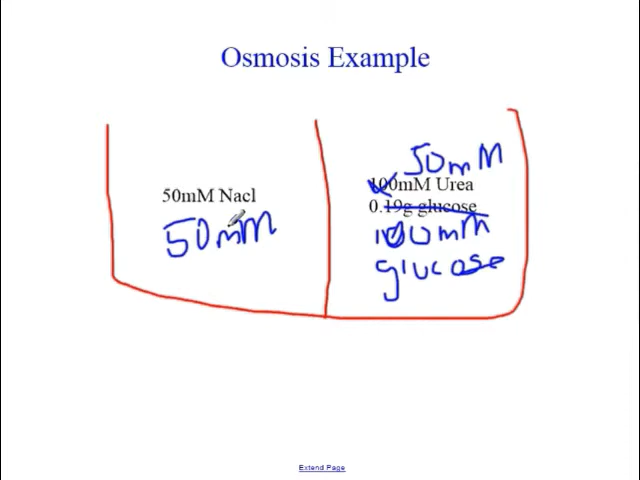 Osmosis Example
50mM Nacl
50mM
50mM
100mM Urea
0.19g glucose
100mM
glucose
Extend Page